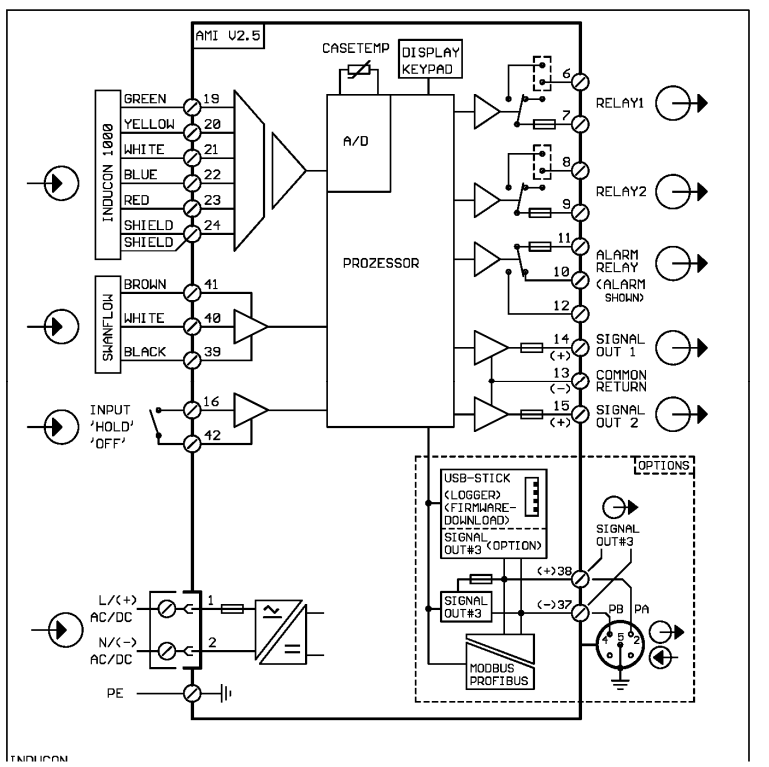 AMI V2.5
CASETEMP
DISPLAY
KEYPAD
A/D
PROZESSOR
INDUCON 1000
GREEN 19
YELLOW 20
WHITE 21
BLUE 22
RED 23
SHIELD 24
SHIELD
SWANFLOW
BROWN 41
WHITE 40
BLACK 39
INPUT 16
'HOLD'
'OFF' 42
6
7
RELAY1
8
9
RELAY2
11
10
12
ALARM
RELAY
(ALARM
SHOWN)
14
(+)
SIGNAL
OUT 1
13
(-)
COMMON
RETURN
15
(+)
SIGNAL
OUT 2
OPTIONS
USB-STICK
(LOGGER)
(FIRMWARE-
DOWNLOAD)
SIGNAL
OUT#3 (OPTION)
SIGNAL
OUT#3
(+)38
(-)37
SIGNAL
OUT#3
PB PA
4 5 2
MODBUS
PROFIBUS
L/(+) 1
AC/DC
N/(-) 2
AC/DC
PE